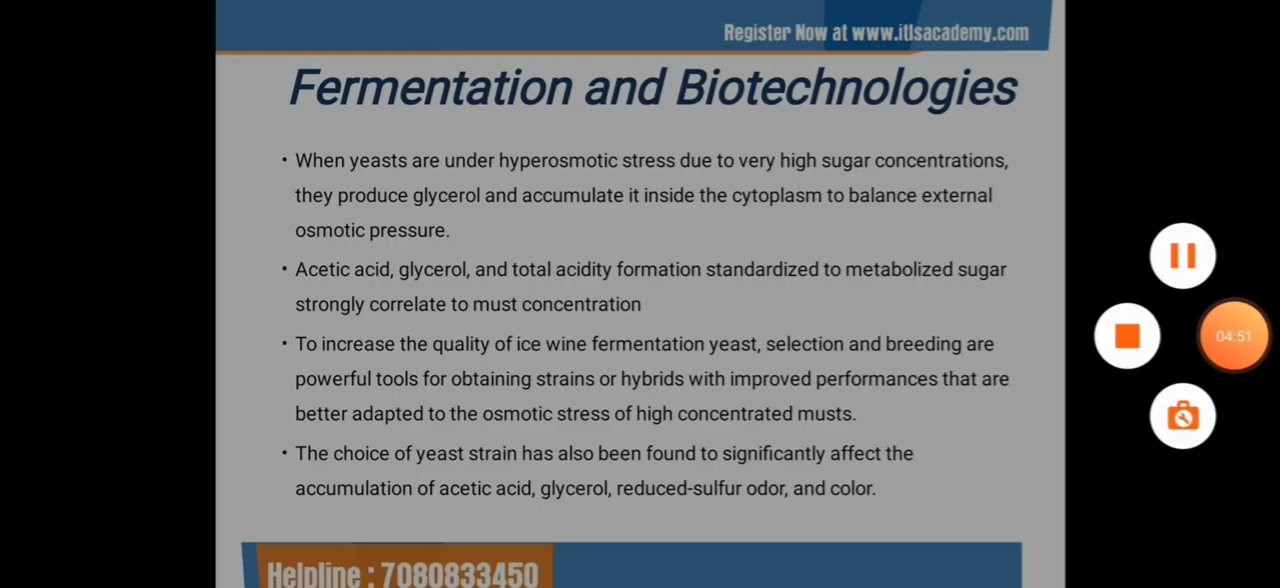 Register Now at www.itlsacademy.com
Fermentation and Biotechnologies
• When yeasts are under hyperosmotic stress due to very high sugar concentrations,
they produce glycerol and accumulate it inside the cytoplasm to balance external
osmotic pressure.
• Acetic acid, glycerol, and total acidity formation standardized to metabolized sugar
strongly correlate to must concentration
• To increase the quality of ice wine fermentation yeast, selection and breeding are
powerful tools for obtaining strains or hybrids with improved performances that are
better adapted to the osmotic stress of high concentrated musts.
• The choice of yeast strain has also been found to significantly affect the
accumulation of acetic acid, glycerol, reduced-sulfur odor, and color.
04:51
Helpline : 7080833450